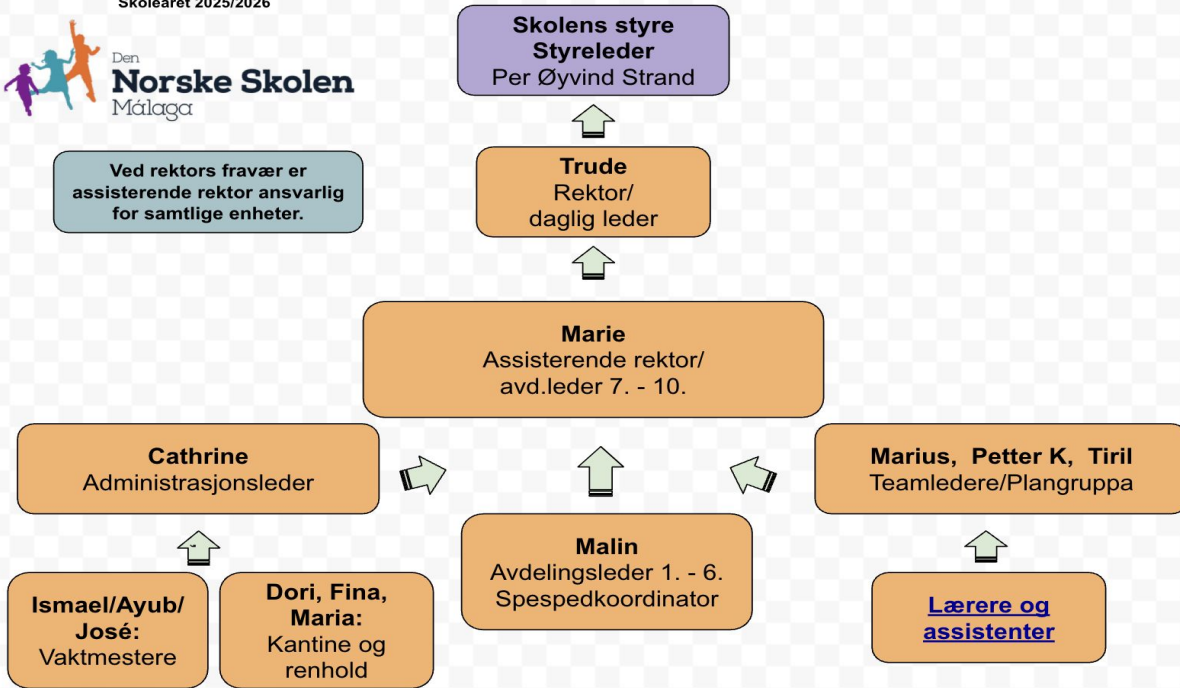 Skoleåret 2025/2026
Den
Norske Skolen
Málaga
Skolens styre
Styreleder
Per Øyvind Strand
Ved rektors fravær er
assisterende rektor ansvarlig
for samtlige enheter.
Trude
Rektor/
daglig leder
Marie
Assisterende rektor/
avd.leder 7. - 10.
Cathrine
Administrasjonsleder
Marius, Petter K, Tiril
Teamledere/Plangruppa
Malin
Avdelingsleder 1. - 6.
Spespedkoordinator
Ismael/Ayub/
José:
Vaktmestere
Dori, Fina,
Maria:
Kantine og
renhold
Lærere og
assistenter